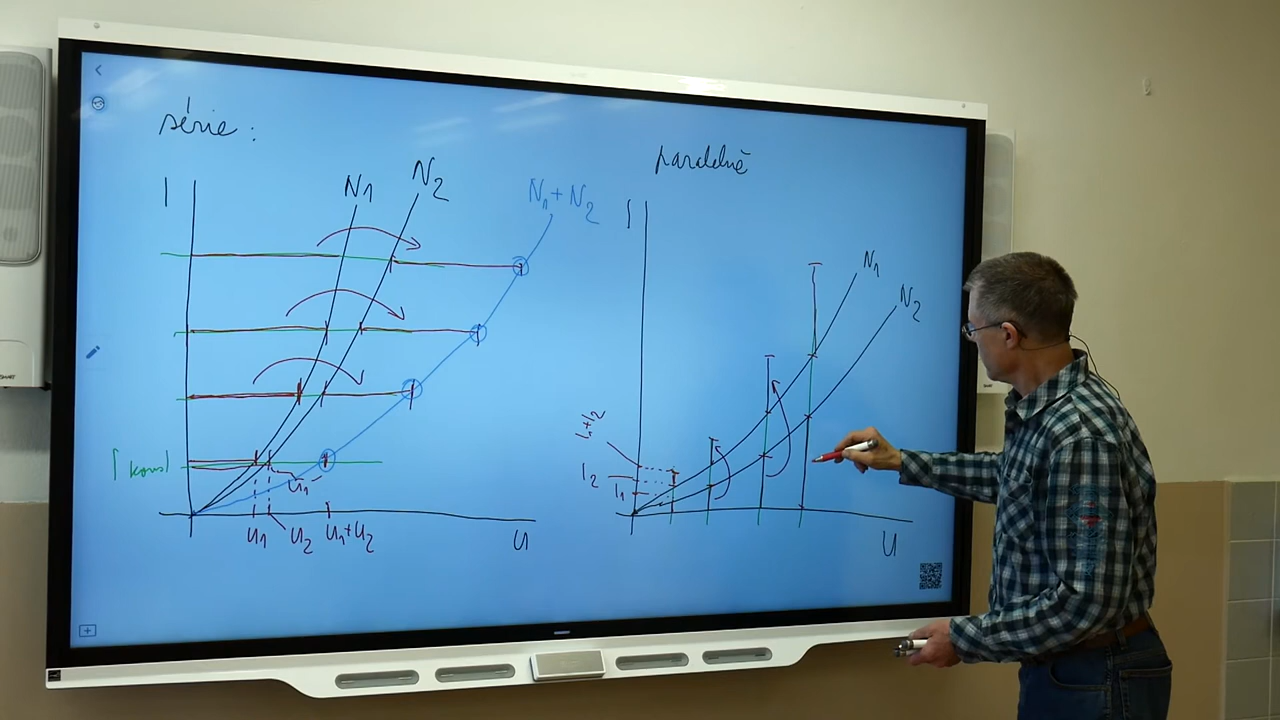 série :
I
N1
N2
N1+N2
I konst
U1
U1
U2
U1+U2
U
paralelně
I
N1
N2
I1+I2
I2
I1
U